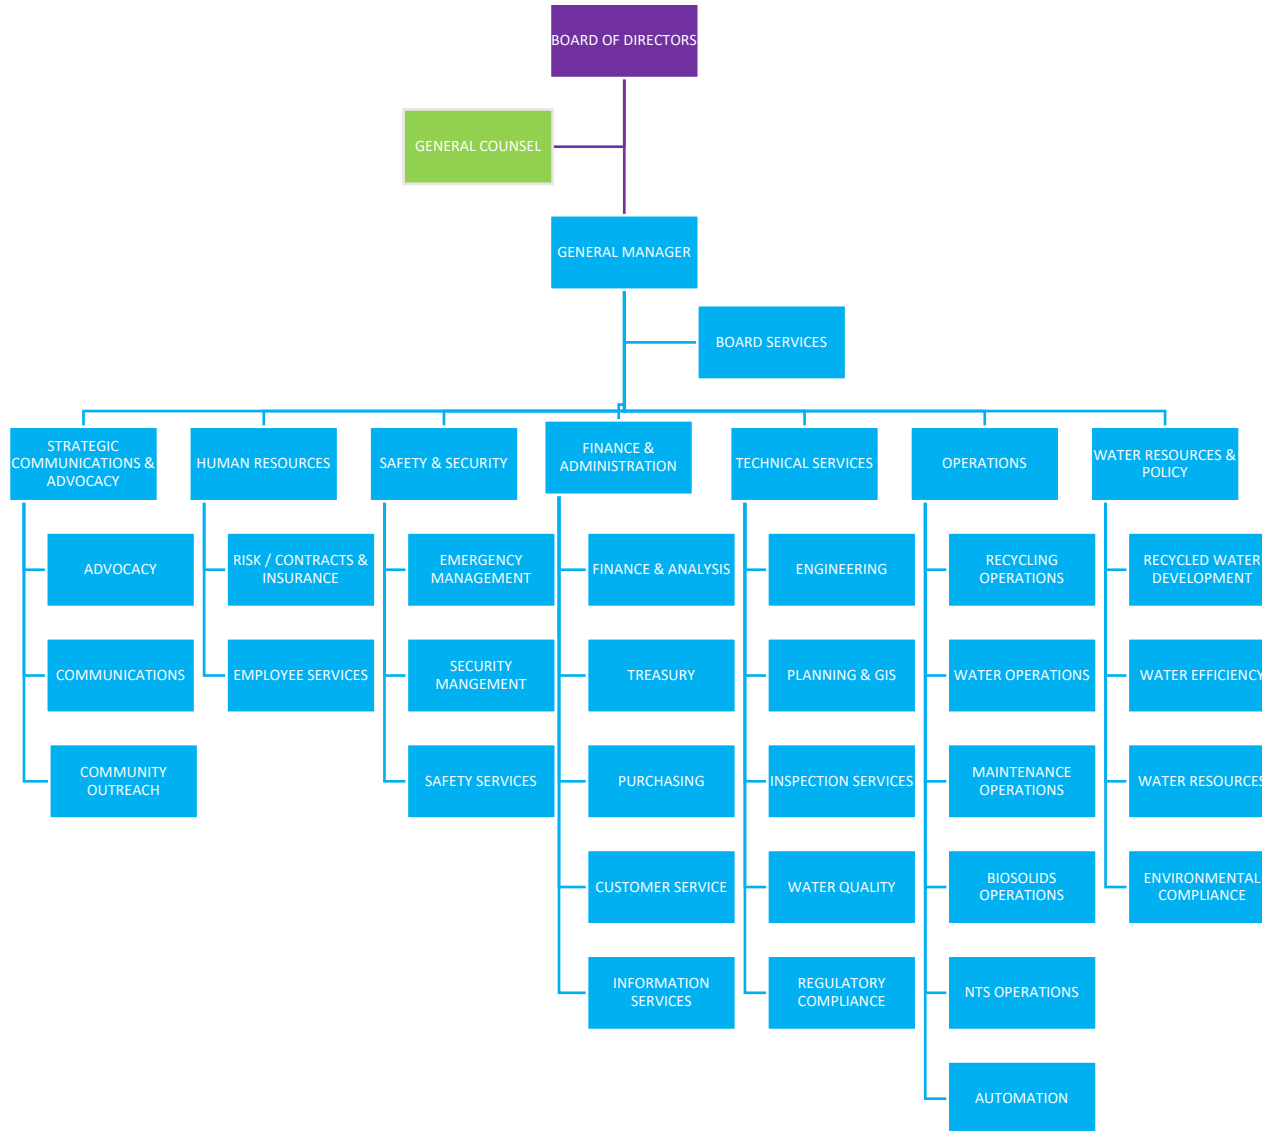 BOARD OF DIRECTORS
GENERAL COUNSEL
GENERAL MANAGER
BOARD SERVICES
STRATEGIC
COMMUNICATIONS &
ADVOCACY
HUMAN RESOURCES
SAFETY & SECURITY
FINANCE &
ADMINISTRATION
TECHNICAL SERVICES
OPERATIONS
WATER RESOURCES &
POLICY
ADVOCACY
RISK / CONTRACTS &
INSURANCE
EMERGENCY
MANAGEMENT
FINANCE & ANALYSIS
ENGINEERING
RECYCLING
OPERATIONS
RECYCLED WATER
DEVELOPMENT
COMMUNICATIONS
EMPLOYEE SERVICES
SECURITY
MANGEMENT
TREASURY
PLANNING & GIS
WATER OPERATIONS
WATER EFFICIENCY
COMMUNITY
OUTREACH
SAFETY SERVICES
PURCHASING
INSPECTION SERVICES
MAINTENANCE
OPERATIONS
WATER RESOURCES
CUSTOMER SERVICE
WATER QUALITY
BIOSOLIDS
OPERATIONS
ENVIRONMENTAL
COMPLIANCE
INFORMATION
SERVICES
REGULATORY
COMPLIANCE
NTS OPERATIONS
AUTOMATION